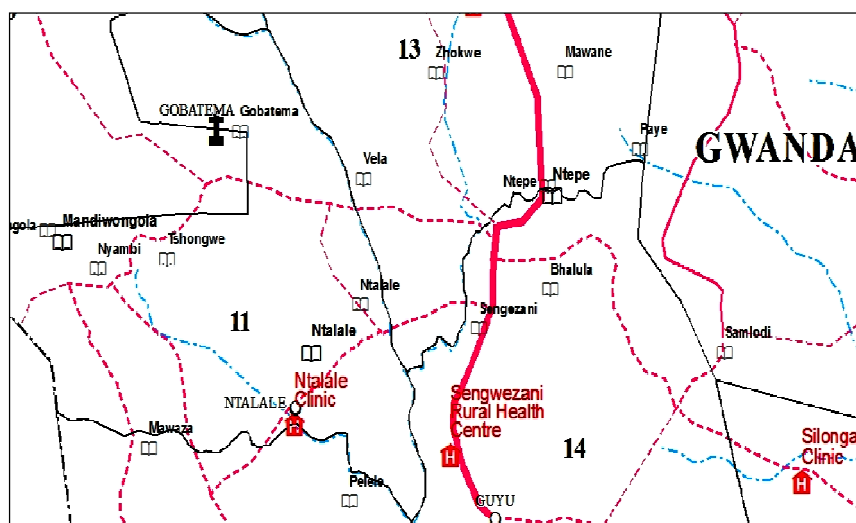 13
Zhokwe
Mawane
GOBATEMA
Gobatema
Paye
GWANDA
Vela
Ntepe
Ntepe
Mandiwongola
Nyambi
Tshongwe
Bhalula
Ntalale
11
Sengezani
Ntalale
Samlodi
Ntalale
Clinic
NTALALE
Sengwezani
Rural Health
Centre
Mawaza
14
Silonga
Clinic
Pelele
GUYU